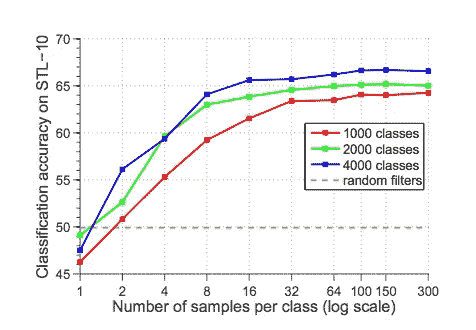 70
65
60
55
50
45
Classification accuracy on STL−10
1000 classes
2000 classes
4000 classes
random filters
1 2 4 8 16 32 64 100 150 300
Number of samples per class (log scale)